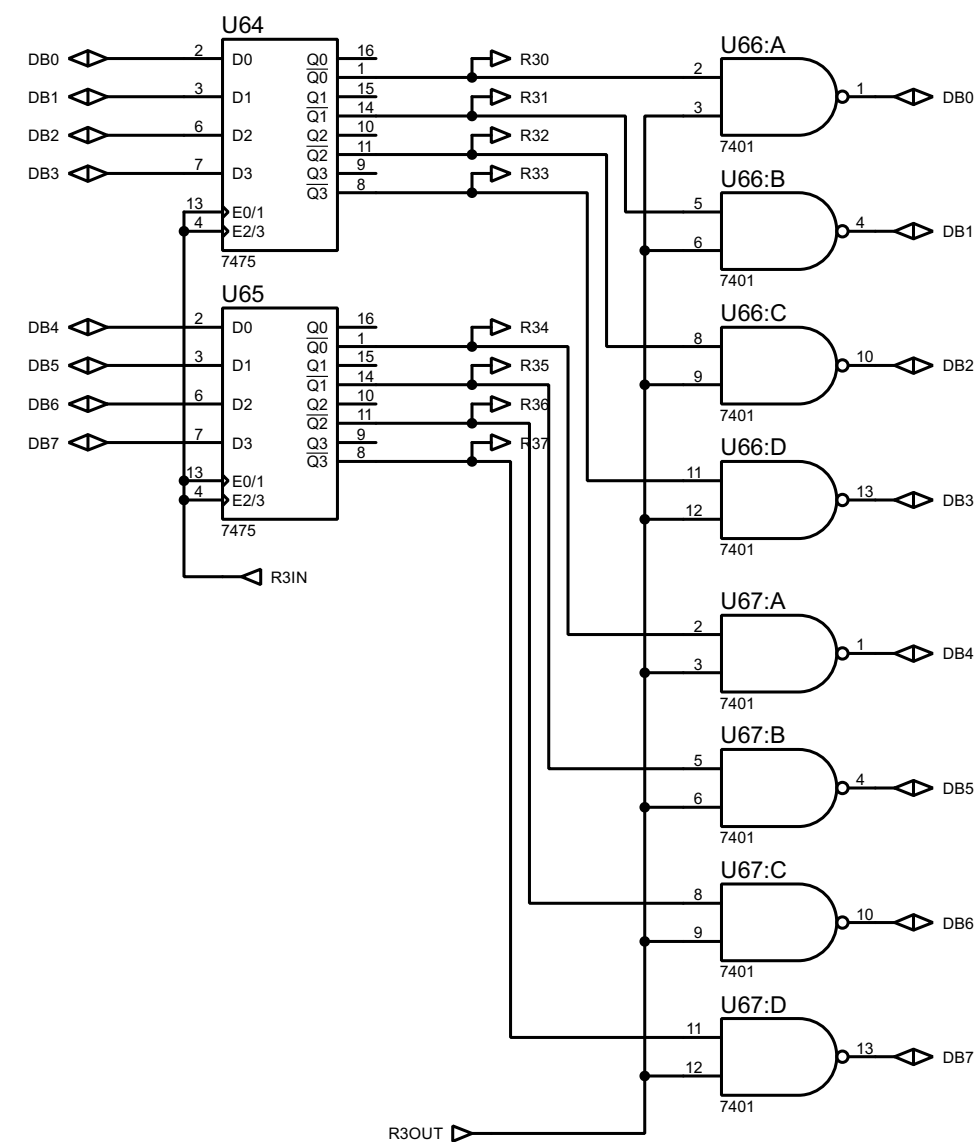 U64
DB0 2 D0 Q0 16 R30
Q0 1
DB1 3 D1 Q1 15 R31
Q1 14
DB2 6 D2 Q2 10 R32
Q2 11
DB3 7 D3 Q3 9 R33
Q3 8
13 E0/1
4 E2/3
7475
U65
DB4 2 D0 Q0 16 R34
Q0 1
DB5 3 D1 Q1 15 R35
Q1 14
DB6 6 D2 Q2 10 R36
Q2 11
DB7 7 D3 Q3 9 R37
Q3 8
13 E0/1
4 E2/3
7475
R3IN
U66:A
2
1 DB0
3
7401
U66:B
5
4 DB1
6
7401
U66:C
8
10 DB2
9
7401
U66:D
11
13 DB3
12
7401
U67:A
2
1 DB4
3
7401
U67:B
5
4 DB5
6
7401
U67:C
8
10 DB6
9
7401
U67:D
11
13 DB7
12
7401
R3OUT